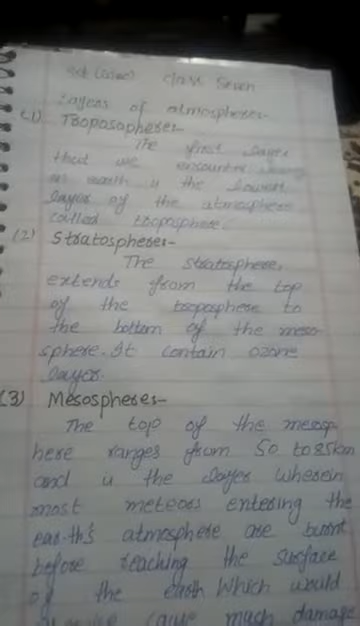 class Seven
Layers of atmosphere:-
(1) Troposphere:-
The first layer
that we encounter
on earth is the lowest
layer of the atmosphere
called troposphere.
(2) Stratosphere:-
The stratosphere,
extends from the top
of the troposphere to
the bottom of the meso-
sphere. It contain ozone
layer.
(3) Mesosphere:-
The top of the mesosp-
here ranges from 50 to 85km
and is the layer wherein
most meteors entering the
earth's atmosphere are burnt
before reaching the surface
of the earth Which would
cause much damage